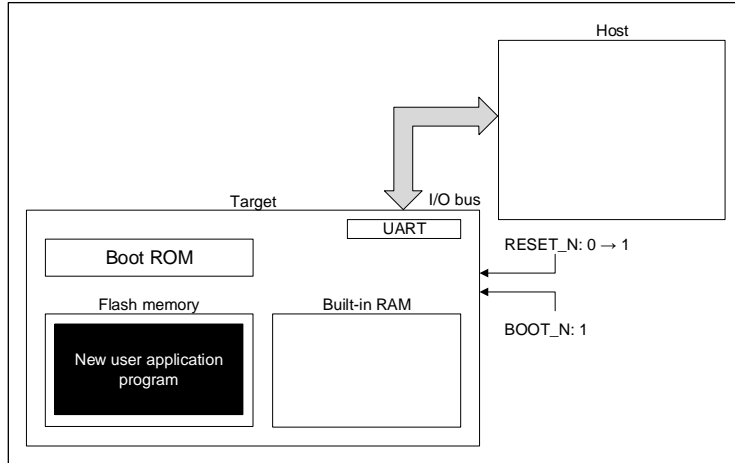 Host
Target
I/O bus
UART
Boot ROM
RESET_N: 0 → 1
Flash memory
Built-in RAM
BOOT_N: 1
New user application
program